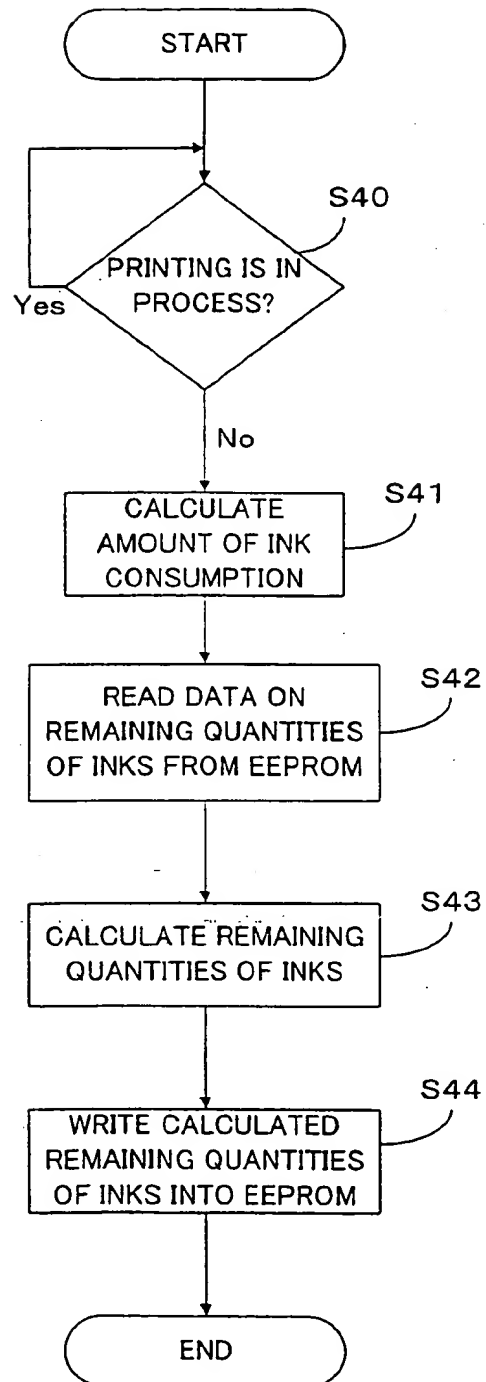 START
S40
PRINTING IS IN
PROCESS?
Yes
No
S41
CALCULATE
AMOUNT OF INK
CONSUMPTION
S42
READ DATA ON
REMAINING QUANTITIES
OF INKS FROM EEPROM
S43
CALCULATE REMAINING
QUANTITIES OF INKS
S44
WRITE CALCULATED
REMAINING QUANTITIES
OF INKS INTO EEPROM
END